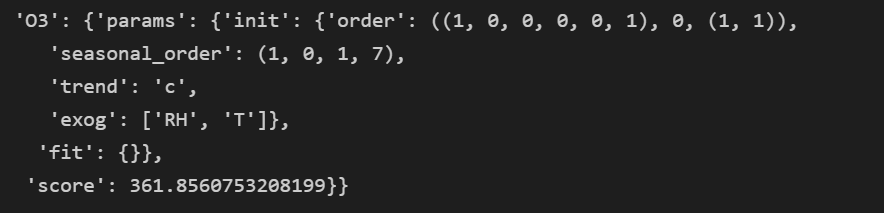 'O3': {'params': {'init': {'order': ((1, 0, 0, 0, 0, 1), 0, (1, 1)),
'seasonal_order': (1, 0, 1, 7),
'trend': 'c',
'exog': ['RH', 'T']},
'fit': {}},
'score': 361.8560753208199}}